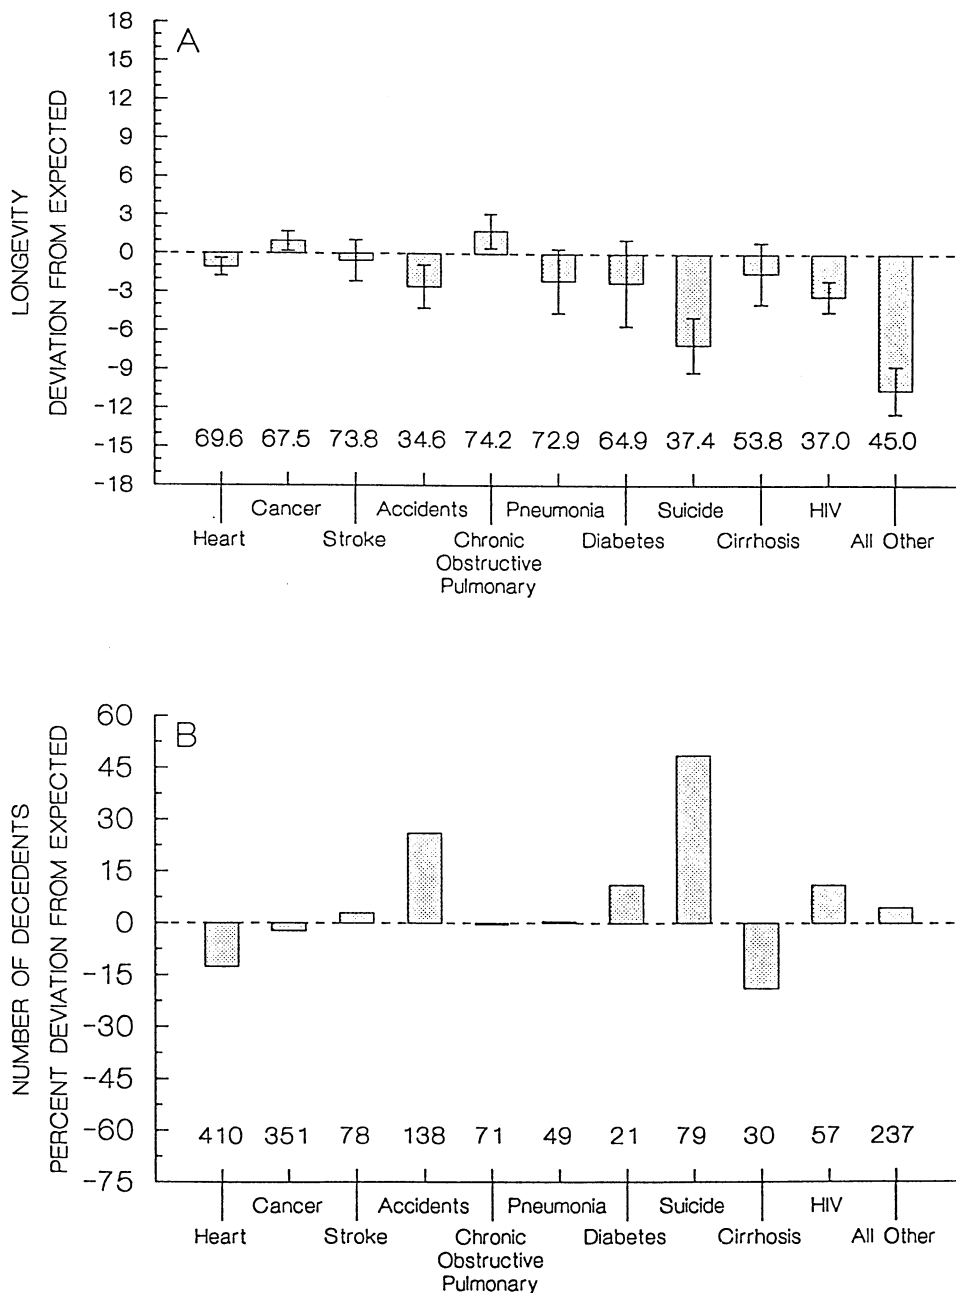 A
18
15
12
9
6
3
0
-3
-6
-9
-12
-15
-18
LONGEVITY
DEVIATION FROM EXPECTED
69.6 67.5 73.8 34.6 74.2 72.9 64.9 37.4 53.8 37.0 45.0
Cancer Accidents Pneumonia Suicide HIV
Heart Stroke Chronic Diabetes Cirrhosis All Other
Obstructive
Pulmonary
B
60
45
30
15
0
-15
-30
-45
-60
-75
NUMBER OF DECEDENTS
PERCENT DEVIATION FROM EXPECTED
410 351 78 138 71 49 21 79 30 57 237
Cancer Accidents Pneumonia Suicide HIV
Heart Stroke Chronic Diabetes Cirrhosis All Other
Obstructive
Pulmonary